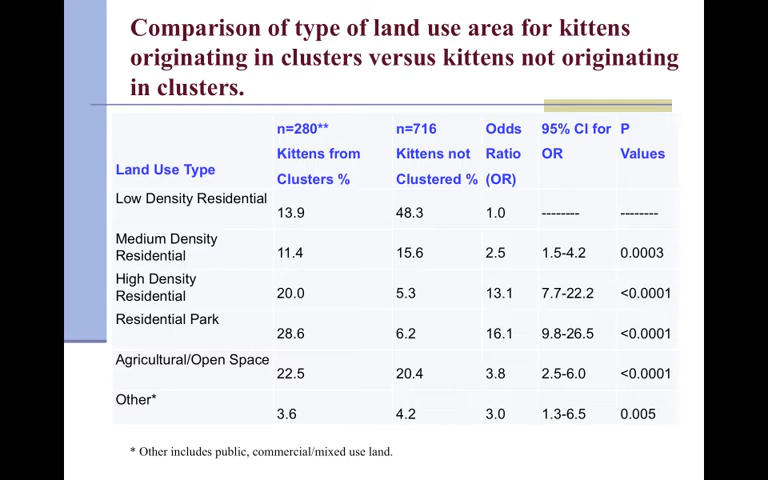 Comparison of type of land use area for kittens
originating in clusters versus kittens not originating
in clusters.
Land Use Type n=280** Kittens from Clusters % n=716 Kittens not Clustered % Odds Ratio (OR) 95% CI for OR P Values
Low Density Residential 13.9 48.3 1.0 -------- --------
Medium Density Residential 11.4 15.6 2.5 1.5-4.2 0.0003
High Density Residential 20.0 5.3 13.1 7.7-22.2 <0.0001
Residential Park 28.6 6.2 16.1 9.8-26.5 <0.0001
Agricultural/Open Space 22.5 20.4 3.8 2.5-6.0 <0.0001
Other* 3.6 4.2 3.0 1.3-6.5 0.005
* Other includes public, commercial/mixed use land.